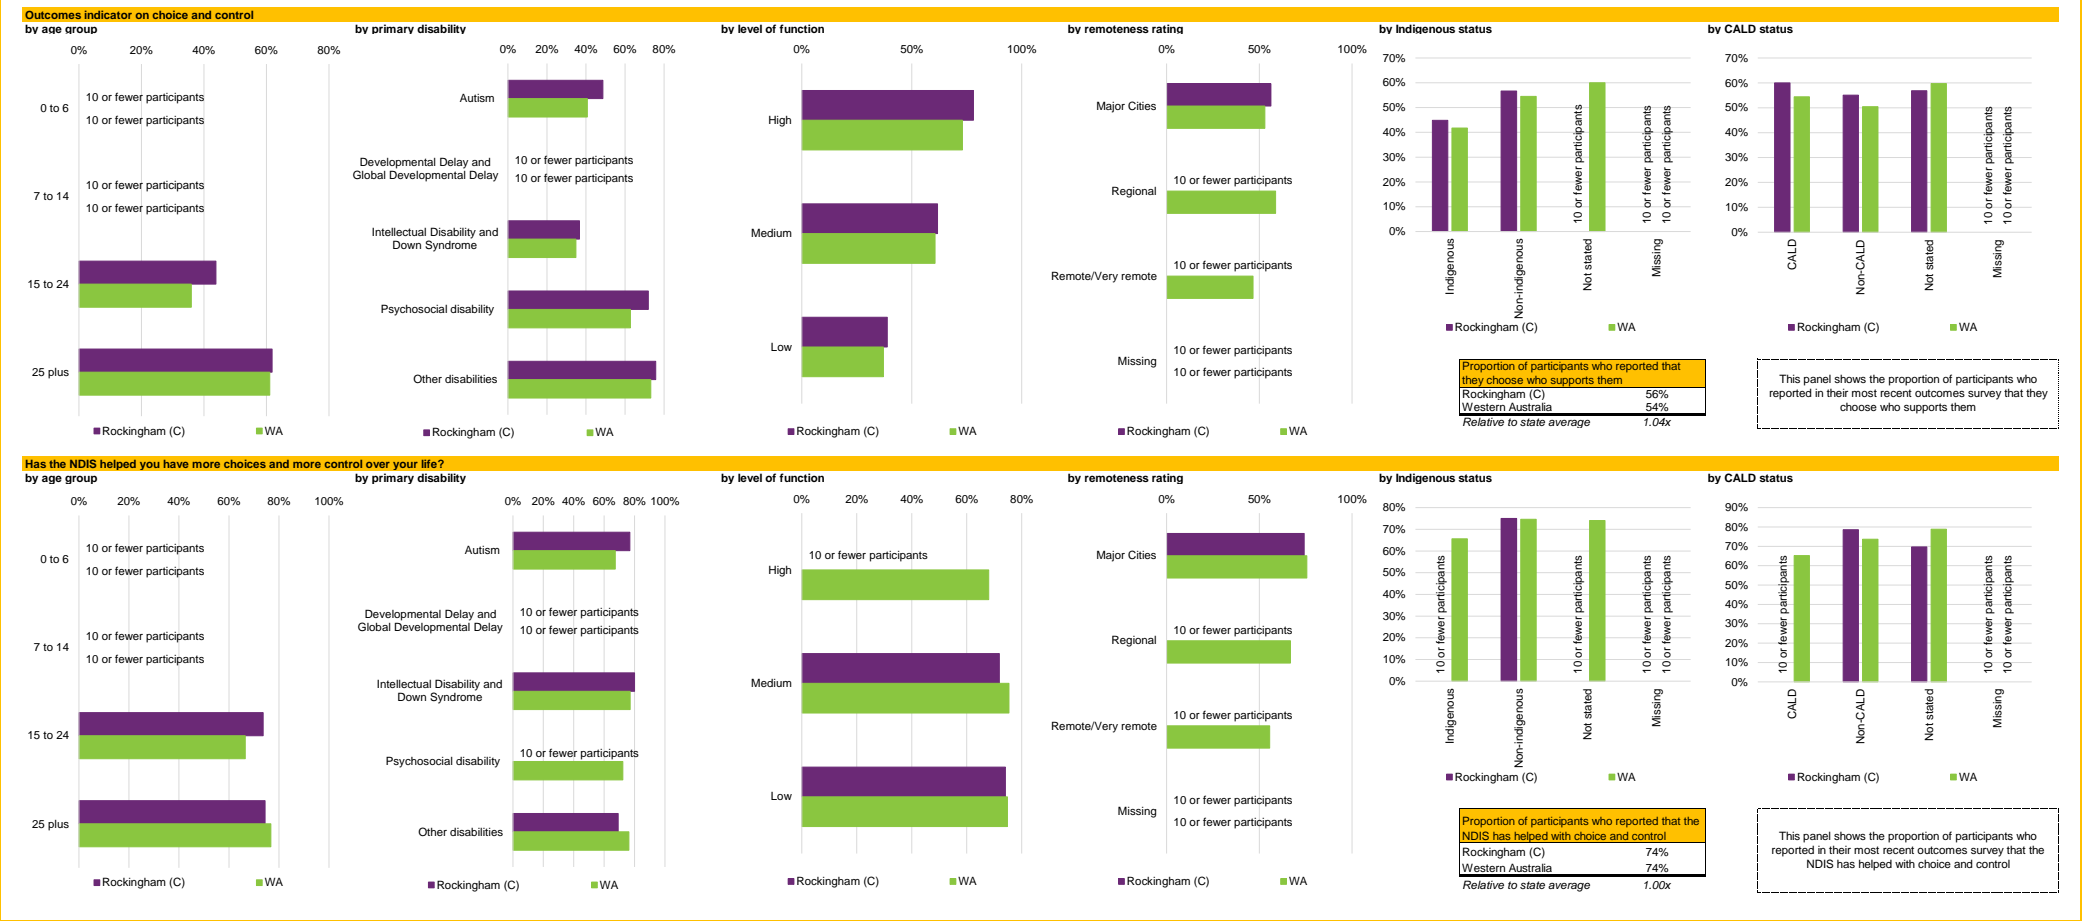 Outcomes indicator on choice and control
by age group
0% 20% 40% 60% 80%
0 to 6
10 or fewer participants
10 or fewer participants
7 to 14
10 or fewer participants
10 or fewer participants
15 to 24
25 plus
Rockingham (C) WA
by primary disability
0% 20% 40% 60% 80%
Autism
Developmental Delay and
Global Developmental Delay
10 or fewer participants
10 or fewer participants
Intellectual Disability and
Down Syndrome
Psychosocial disability
Other disabilities
Rockingham (C) WA
by level of function
0% 50% 100%
High
Medium
Low
Rockingham (C) WA
by remoteness rating
0% 50% 100%
Major Cities
Regional
10 or fewer participants
Remote/Very remote
10 or fewer participants
Missing
10 or fewer participants
10 or fewer participants
Rockingham (C) WA
by Indigenous status
70%
60%
50%
40%
30%
20%
10%
0%
10 or fewer participants
10 or fewer participants
10 or fewer participants
Indigenous
Non-indigenous
Not stated
Missing
Rockingham (C) WA
by CALD status
70%
60%
50%
40%
30%
20%
10%
0%
10 or fewer participants
10 or fewer participants
CALD
Non-CALD
Not stated
Missing
Rockingham (C) WA
Proportion of participants who reported that
they choose who supports them
Rockingham (C) 56%
Western Australia 54%
Relative to state average 1.04x
This panel shows the proportion of participants who
reported in their most recent outcomes survey that they
choose who supports them
Has the NDIS helped you have more choices and more control over your life?
by age group
0% 20% 40% 60% 80% 100%
0 to 6
10 or fewer participants
10 or fewer participants
7 to 14
10 or fewer participants
10 or fewer participants
15 to 24
25 plus
Rockingham (C) WA
by primary disability
0% 20% 40% 60% 80% 100%
Autism
Developmental Delay and
Global Developmental Delay
10 or fewer participants
10 or fewer participants
Intellectual Disability and
Down Syndrome
Psychosocial disability
10 or fewer participants
Other disabilities
Rockingham (C) WA
by level of function
0% 20% 40% 60% 80%
High
10 or fewer participants
Medium
Low
Rockingham (C) WA
by remoteness rating
0% 50% 100%
Major Cities
Regional
10 or fewer participants
Remote/Very remote
10 or fewer participants
Missing
10 or fewer participants
10 or fewer participants
Rockingham (C) WA
by Indigenous status
80%
70%
60%
50%
40%
30%
20%
10%
0%
10 or fewer participants
10 or fewer participants
10 or fewer participants
10 or fewer participants
Indigenous
Non-indigenous
Not stated
Missing
Rockingham (C) WA
by CALD status
90%
80%
70%
60%
50%
40%
30%
20%
10%
0%
10 or fewer participants
10 or fewer participants
10 or fewer participants
CALD
Non-CALD
Not stated
Missing
Rockingham (C) WA
Proportion of participants who reported that the
NDIS has helped with choice and control
Rockingham (C) 74%
Western Australia 74%
Relative to state average 1.00x
This panel shows the proportion of participants who
reported in their most recent outcomes survey that the
NDIS has helped with choice and control